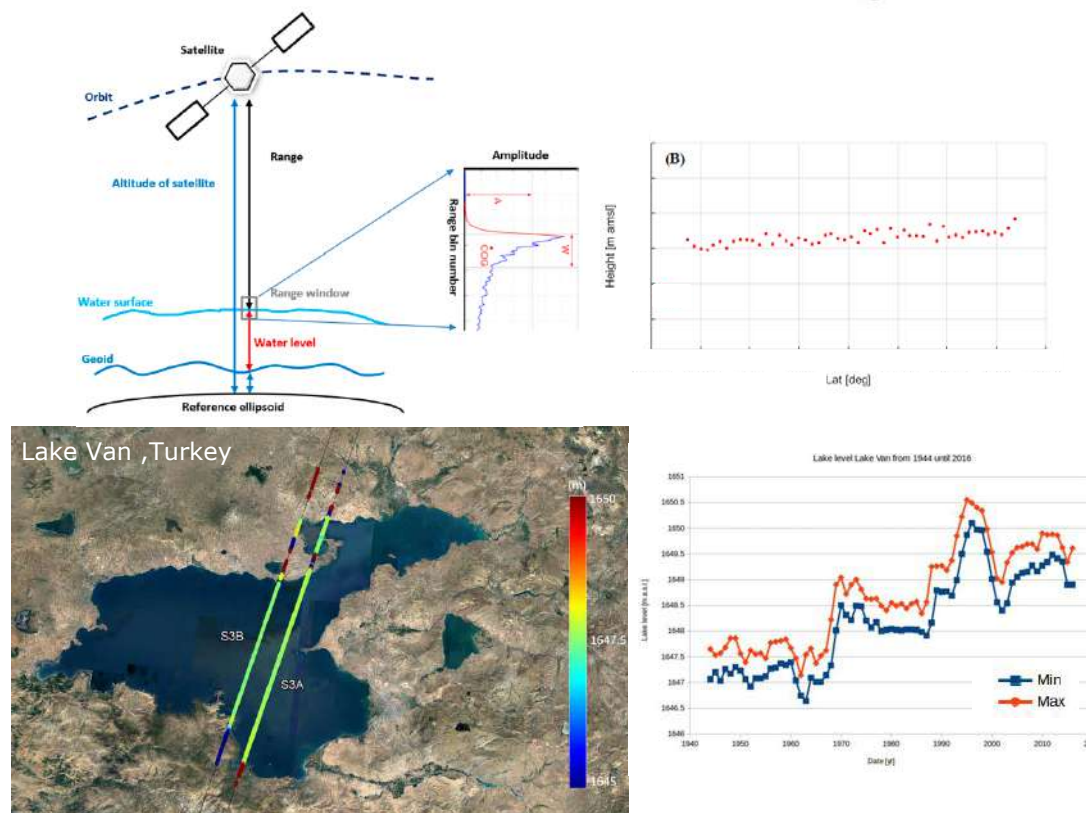 Satellite
Orbit
Range
Altitude of satellite
Water surface
Range window
Water level
Geoid
Reference ellipsoid
Amplitude
Range bin number
A
W
COG
(B)
Height [m amsl]
Lat [deg]
Lake Van ,Turkey
(m)
1650
1647.5
1645
S3B
S3A
Lake level Lake Van from 1944 until 2016
Lake level [m a.s.l.]
1651
1650.5
1650
1649.5
1649
1648.5
1648
1647.5
1647
1646.5
1646
1940 1950 1960 1970 1980 1990 2000 2010
Date [yr]
Min
Max